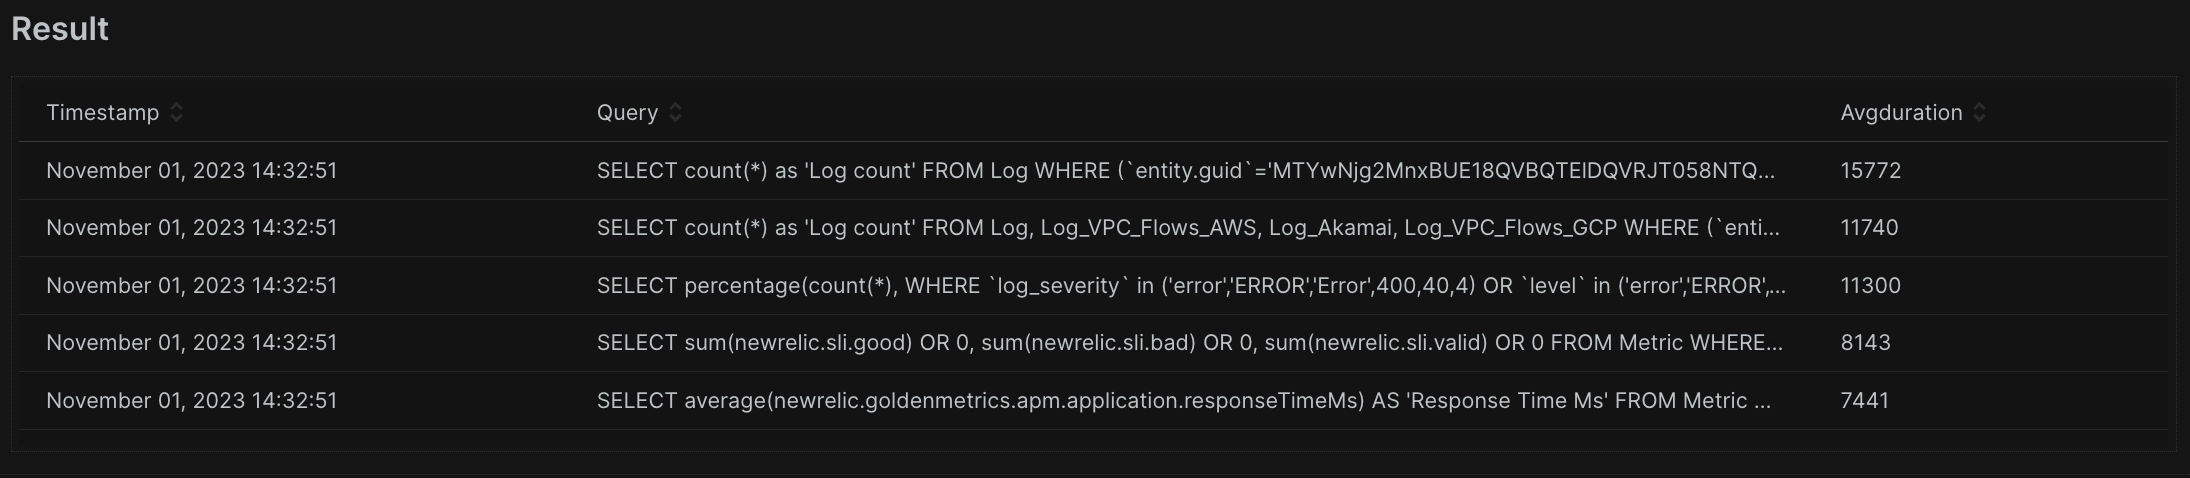 Result
Timestamp Query Avgduration
November 01, 2023 14:32:51 SELECT count(*) as 'Log count' FROM Log WHERE (`entity.guid`='MTYwNjg2MnxBUE18QVBQTElDQVRJT058NTQ... 15772
November 01, 2023 14:32:51 SELECT count(*) as 'Log count' FROM Log, Log_VPC_Flows_AWS, Log_Akamai, Log_VPC_Flows_GCP WHERE (`enti... 11740
November 01, 2023 14:32:51 SELECT percentage(count(*), WHERE `log_severity` in ('error','ERROR','Error',400,40,4) OR `level` in ('error','ERROR',... 11300
November 01, 2023 14:32:51 SELECT sum(newrelic.sli.good) OR 0, sum(newrelic.sli.bad) OR 0, sum(newrelic.sli.valid) OR 0 FROM Metric WHERE... 8143
November 01, 2023 14:32:51 SELECT average(newrelic.goldenmetrics.apm.application.responseTimeMs) AS 'Response Time Ms' FROM Metric ... 7441